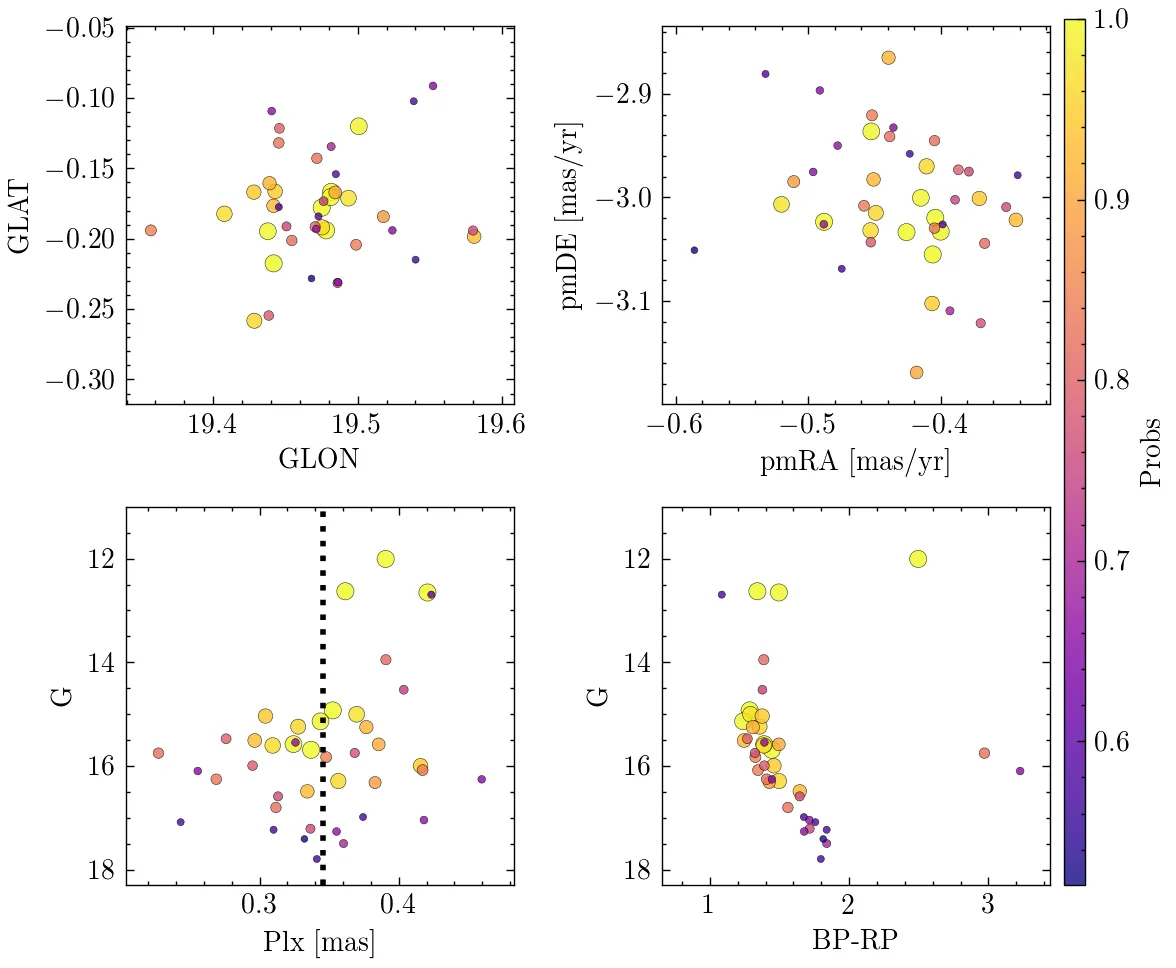 −0.05
−0.10
−0.15
−0.20
−0.25
−0.30
GLAT
19.4 19.5 19.6
GLON
−2.9
−3.0
−3.1
pmDE [mas/yr]
−0.6 −0.5 −0.4
pmRA [mas/yr]
1.0
0.9
0.8
0.7
0.6
Probs
12
14
16
18
G
0.3 0.4
Plx [mas]
12
14
16
18
G
1 2 3
BP-RP